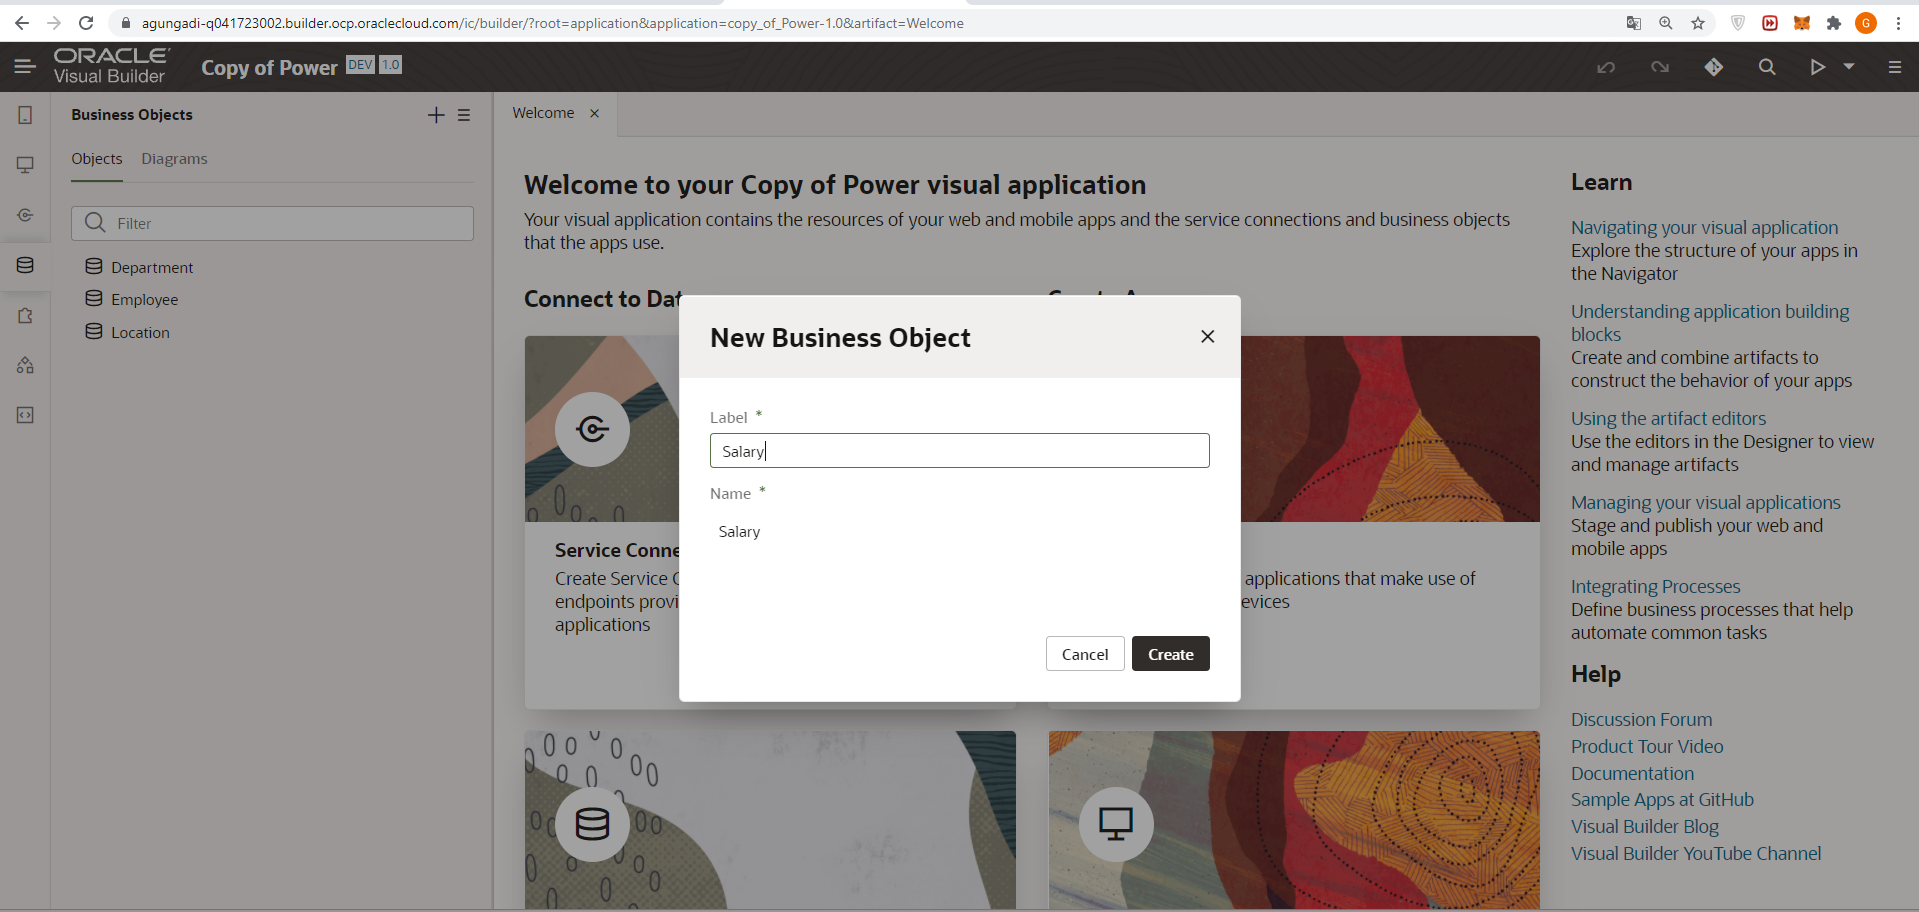 agungadi-q041723002.builder.ocp.oraclecloud.com/ic/builder/?root=application&application=copy_of_Power-1.0&artifact=Welcome
G
ORACLE
Visual Builder
Copy of Power
DEV
1.0
Business Objects
Objects
Diagrams
Filter
Department
Employee
Location
Welcome
Welcome to your Copy of Power visual application
Your visual application contains the resources of your web and mobile apps and the service connections and business objects
that the apps use.
Connect to Dat
Service Conne
Create Service
endpoints provi
applications
applications that make use of
evices
New Business Object
Label *
Salary
Name *
Salary
Cancel
Create
Learn
Navigating your visual application
Explore the structure of your apps in
the Navigator
Understanding application building
blocks
Create and combine artifacts to
construct the behavior of your apps
Using the artifact editors
Use the editors in the Designer to view
and manage artifacts
Managing your visual applications
Stage and publish your web and
mobile apps
Integrating Processes
Define business processes that help
automate common tasks
Help
Discussion Forum
Product Tour Video
Documentation
Sample Apps at GitHub
Visual Builder Blog
Visual Builder YouTube Channel